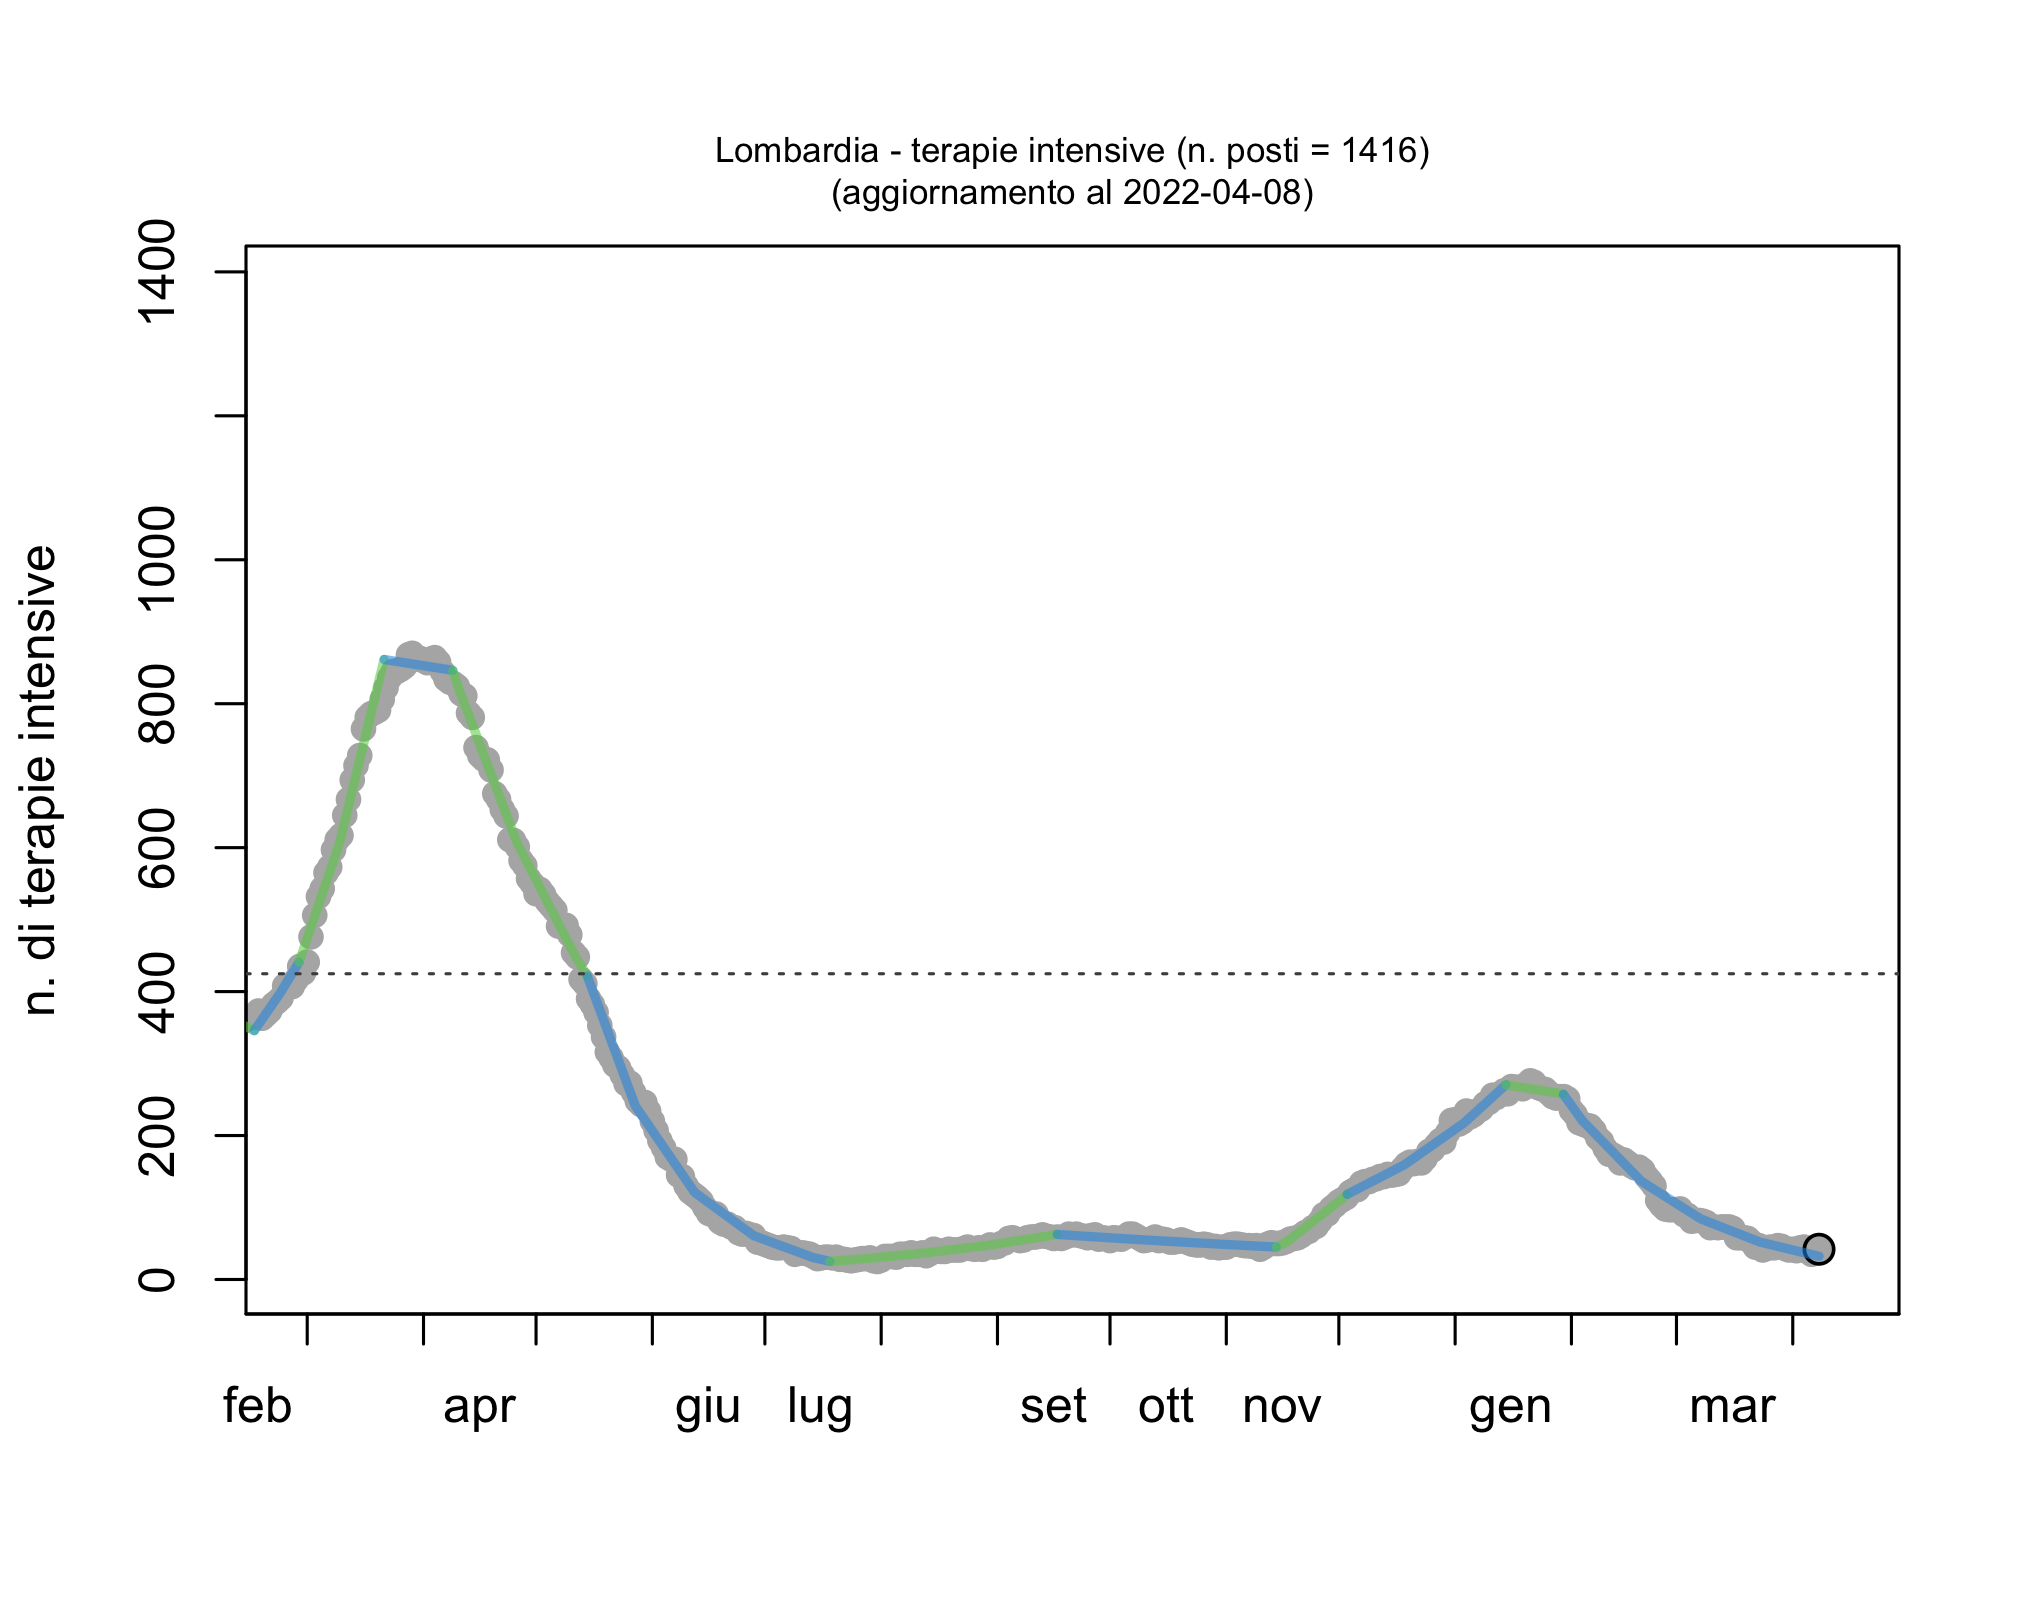 Lombardia - terapie intensive (n. posti = 1416)
(aggiornamento al 2022-04-08)
n. di terapie intensive
1400
1000
800
600
400
200
0
feb apr giu lug set ott nov gen mar